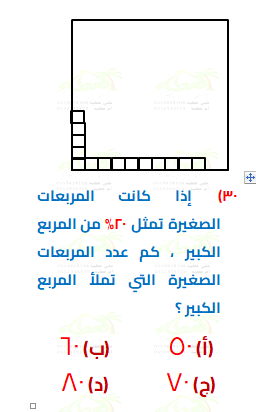 ٣٠) إذا كانت المربعات
الصغيرة تمثل ٢٠% من المربع
الكبير ، كم عدد المربعات
الصغيرة التي تملأ المربع
الكبير ؟
(أ) ٥٠ (ب) ٦٠
(ج) ٧٠ (د) ٨٠